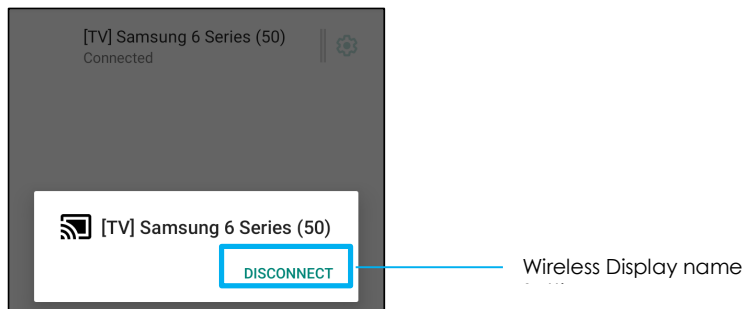 [TV] Samsung 6 Series (50)
Connected
[TV] Samsung 6 Series (50)
DISCONNECT
Wireless Display name